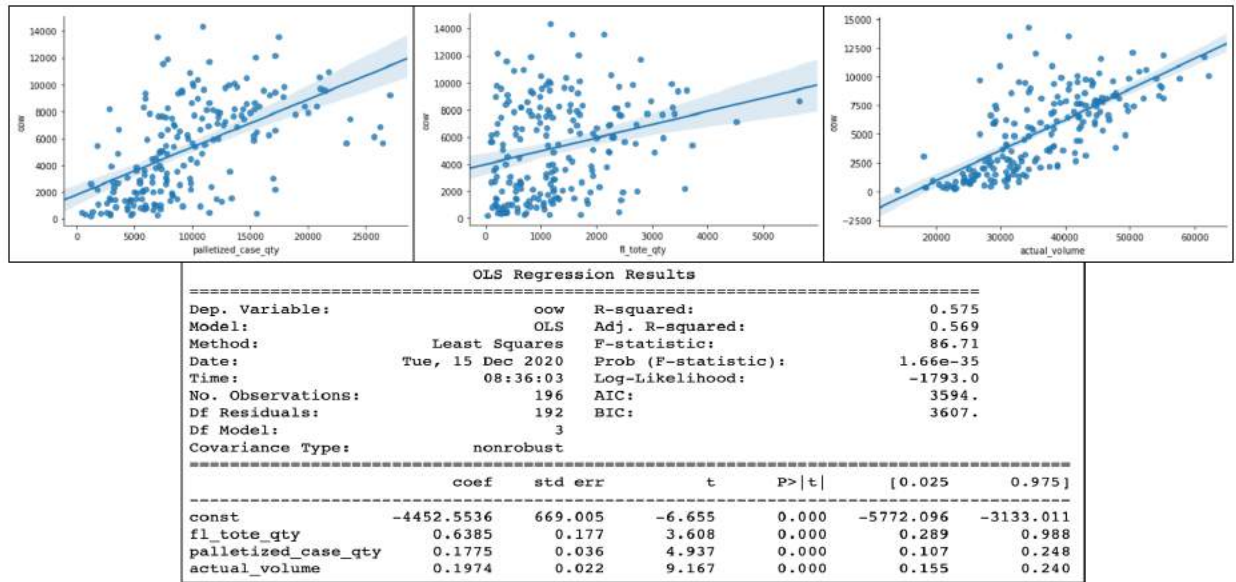 14000
12000
10000
8000
6000
4000
2000
0
oow
0 5000 10000 15000 20000 25000
palletized_case_qty
14000
12000
10000
8000
6000
4000
2000
0
oow
0 1000 2000 3000 4000 5000
fl_tote_qty
15000
12500
10000
7500
5000
2500
0
−2500
oow
20000 30000 40000 50000 60000
actual_volume
OLS Regression Results
Dep. Variable: oow R-squared: 0.575
Model: OLS Adj. R-squared: 0.569
Method: Least Squares F-statistic: 86.71
Date: Tue, 15 Dec 2020 Prob (F-statistic): 1.66e-35
Time: 08:36:03 Log-Likelihood: -1793.0
No. Observations: 196 AIC: 3594.
Df Residuals: 192 BIC: 3607.
Df Model: 3
Covariance Type: nonrobust
coef std err t P>|t| [0.025 0.975]
const -4452.5536 669.005 -6.655 0.000 -5772.096 -3133.011
fl_tote_qty 0.6385 0.177 3.608 0.000 0.289 0.988
palletized_case_qty 0.1775 0.036 4.937 0.000 0.107 0.248
actual_volume 0.1974 0.022 9.167 0.000 0.155 0.240